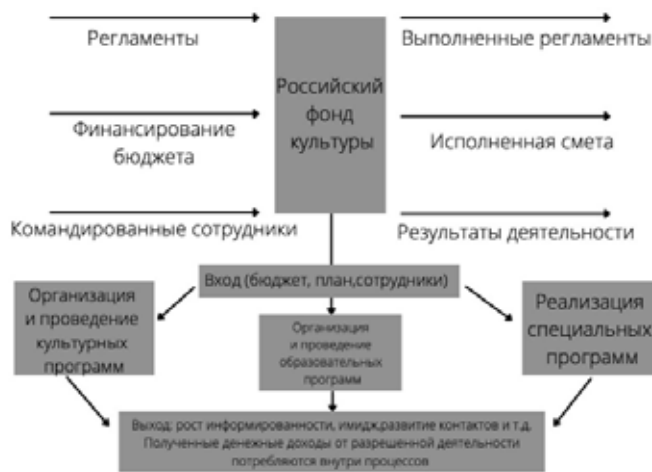 Регламенты
Российский
фонд
культуры
Выполненные регламенты
Финансирование
бюджета
Исполненная смета
Командированные сотрудники
Результаты деятельности
Вход (бюджет, план,сотрудники)
Организация
и проведение
культурных
программ
Организация
и проведение
образовательных
программ
Реализация
специальных
программ
Выход: рост информированности, имидж,развитие контактов и т.д.
Полученные денежные доходы от разрешенной деятельности
потребляются внутри процессов